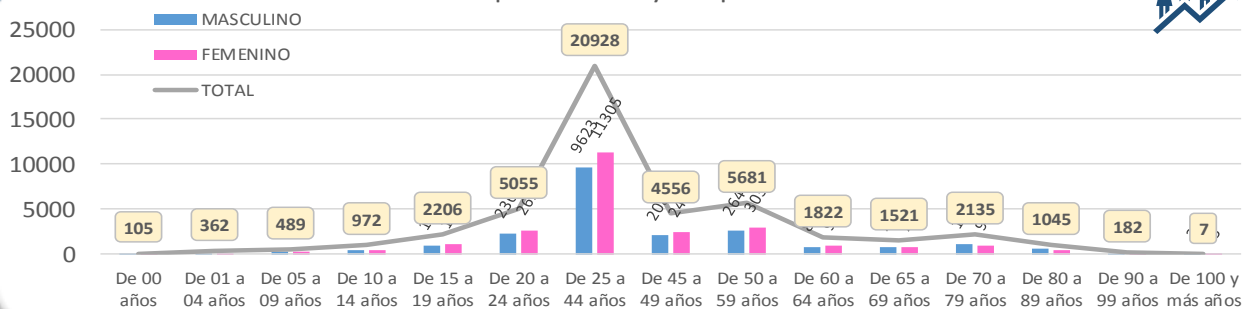 MASCULINO
FEMENINO
TOTAL
25000
20000
15000
10000
5000
0
105
362
489
972
2206
5055
20928
4556
5681
1822
1521
2135
1045
182
7
9623
11305
De 00 años
De 01 a 04 años
De 05 a 09 años
De 10 a 14 años
De 15 a 19 años
De 20 a 24 años
De 25 a 44 años
De 45 a 49 años
De 50 a 59 años
De 60 a 64 años
De 65 a 69 años
De 70 a 79 años
De 80 a 89 años
De 90 a 99 años
De 100 y más años